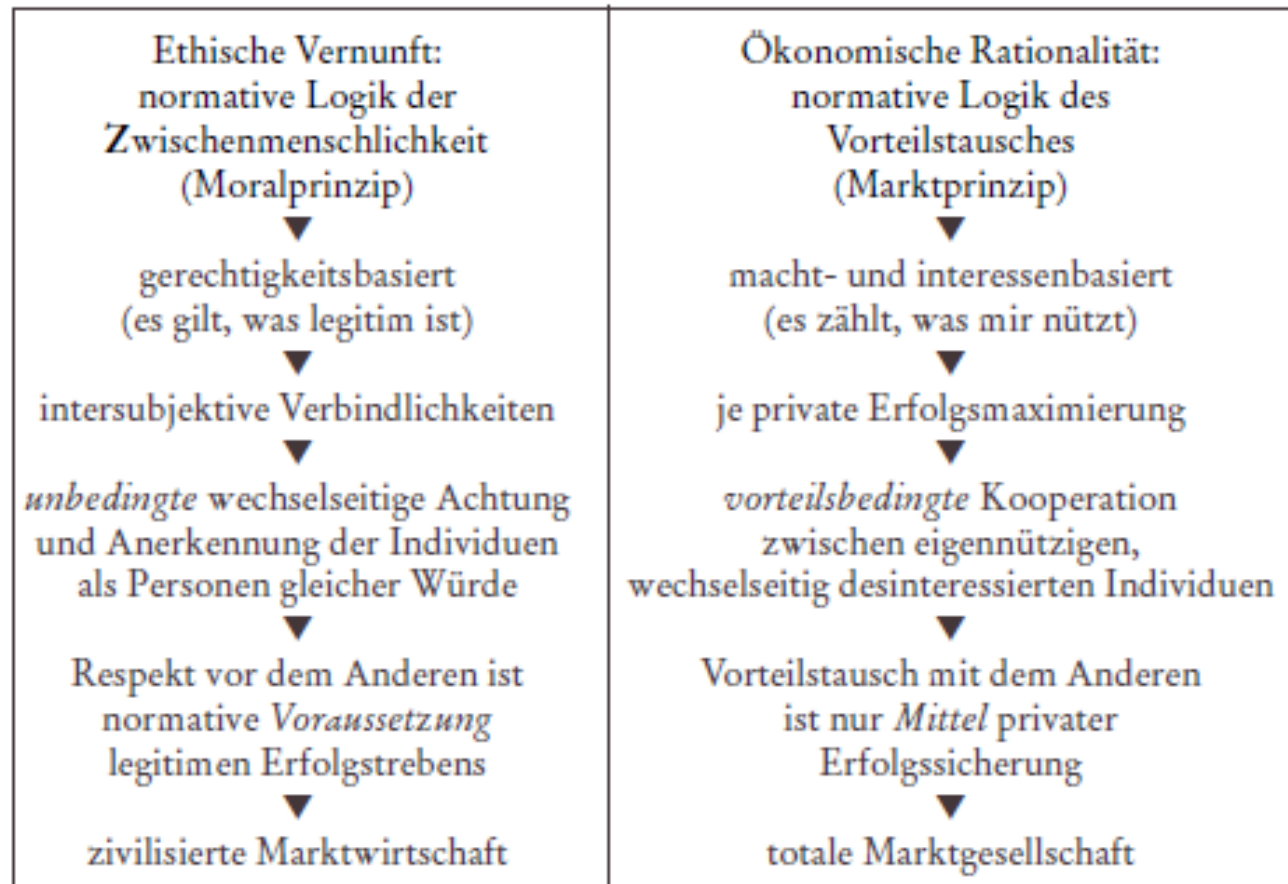 Ethische Vernunft:
normative Logik der
Zwischenmenschlichkeit
(Moralprinzip)
gerechtigkeitsbasiert
(es gilt, was legitim ist)
intersubjektive Verbindlichkeiten
unbedingte wechselseitige Achtung
und Anerkennung der Individuen
als Personen gleicher Würde
Respekt vor dem Anderen ist
normative Voraussetzung
legitimen Erfolgstrebens
zivilisierte Marktwirtschaft
Ökonomische Rationalität:
normative Logik des
Vorteilstausches
(Marktprinzip)
macht- und interessenbasiert
(es zählt, was mir nützt)
je private Erfolgsmaximierung
vorteilsbedingte Kooperation
zwischen eigennützigen,
wechselseitig desinteressierten Individuen
Vorteilstausch mit dem Anderen
ist nur Mittel privater
Erfolgssicherung
totale Marktgesellschaft